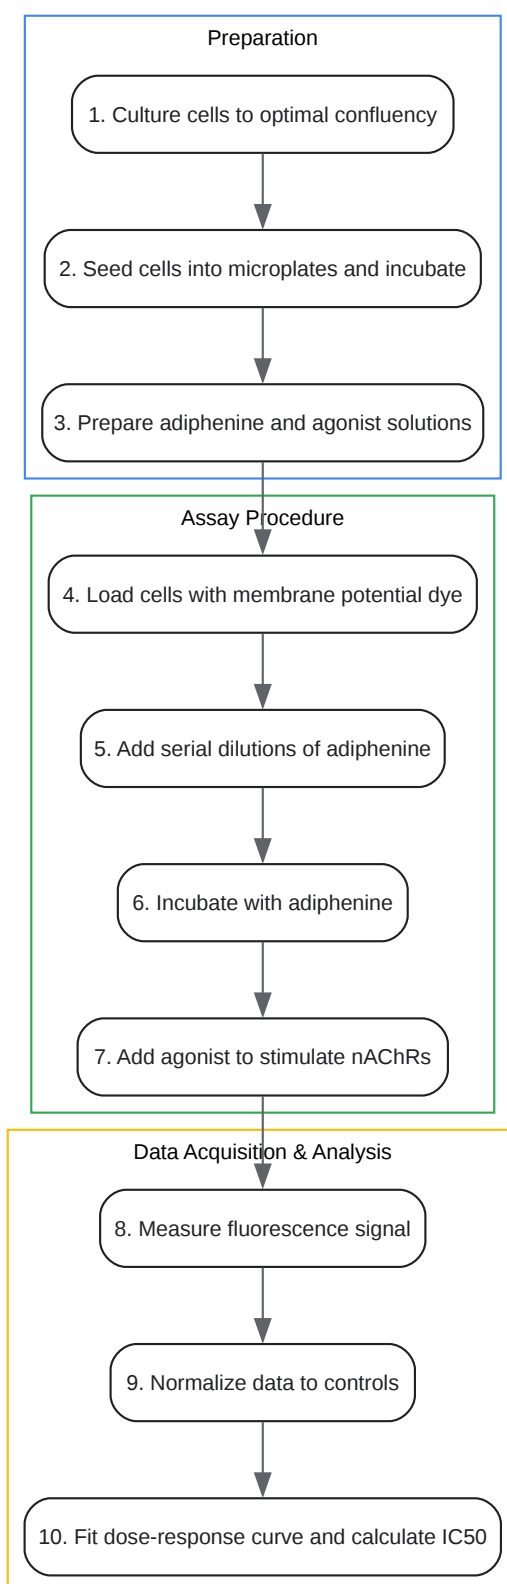 Preparation
1. Culture cells to optimal confluency
2. Seed cells into microplates and incubate
3. Prepare adiphenine and agonist solutions
Assay Procedure
4. Load cells with membrane potential dye
5. Add serial dilutions of adiphenine
6. Incubate with adiphenine
7. Add agonist to stimulate nAChRs
Data Acquisition & Analysis
8. Measure fluorescence signal
9. Normalize data to controls
10. Fit dose-response curve and calculate IC50